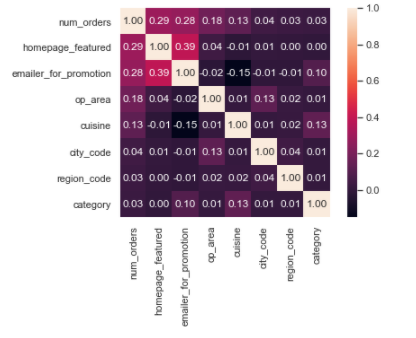 num_orders 1.00 0.29 0.28 0.18 0.13 0.04 0.03 0.03
homepage_featured 0.29 1.00 0.39 0.04 -0.01 0.01 0.00 0.00
emailer_for_promotion 0.28 0.39 1.00 -0.02 -0.15 -0.01 -0.01 0.10
op_area 0.18 0.04 -0.02 1.00 0.01 0.13 0.02 0.01
cuisine 0.13 -0.01 -0.15 0.01 1.00 0.01 0.02 0.13
city_code 0.04 0.01 -0.01 0.13 0.01 1.00 0.04 0.01
region_code 0.03 0.00 -0.01 0.02 0.02 0.04 1.00 0.01
category 0.03 0.00 0.10 0.01 0.13 0.01 0.01 1.00
num_orders
homepage_featured
emailer_for_promotion
op_area
cuisine
city_code
region_code
category
1.0
0.8
0.6
0.4
0.2
0.0